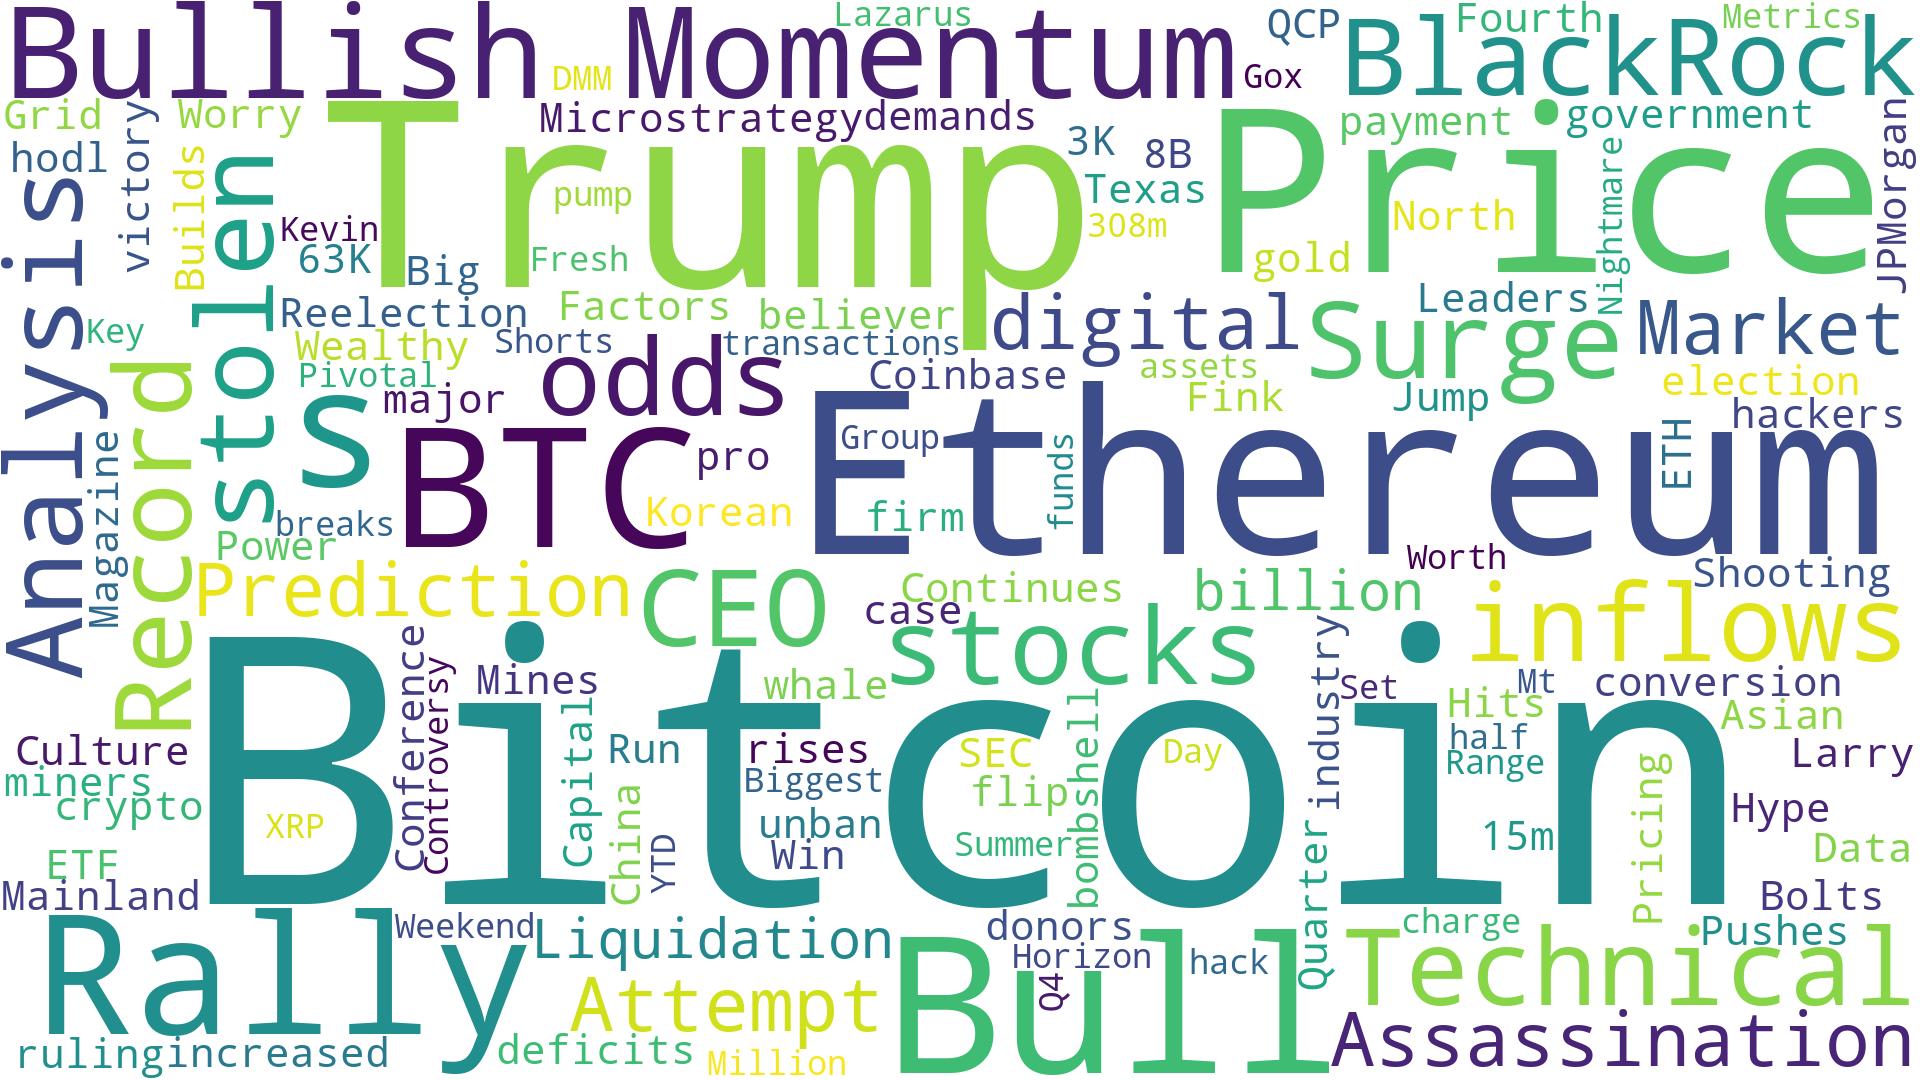 Bullish
Momentum
Lazarus
QCP
Fourth
Metrics
BlackRock
DMM
Gox
Grid
victory
Worry
Trump
Microstrategy
demands
3K
8B
Price
payment
government
JPMorgan
hodl
Builds
stolen
Analysis
pump
Texas
308m
North
Nightmare
Kevin
63K
Big
Fresh
gold
Reelection
Factors
believer
digital
Surge
Leaders
Market
Key
Wealthy
Shorts
transactions
Pivotal
major
odds
Coinbase
assets
Fink
Jump
election
hackers
Record
s
BTC
pro
Ethereum
Group
funds
ETH
Magazine
breaks
Korean
firm
Power
Worth
Shooting
Prediction
CEO
Continues
case
billion
stocks
inflows
Bitcoin
Conference
Controversy
Mines
whale
bombshell
industry
Set
Mt
conversion
Hits
Asian
Culture
Capital
Run
rises
SEC
Day
half
Range
Larry
miners
crypto
XRP
China
YTD
Biggest
flip
unban
Win
Summer
Quarter
15m
Pricing
Hype
Data
ETF
Mainland
Bolts
Rally
Weekend
Liquidation
Bull
donors
Horizon
hack
Q4
charge
Technical
Pushes
Attempt
ruling
increased
deficits
Million
Assassination